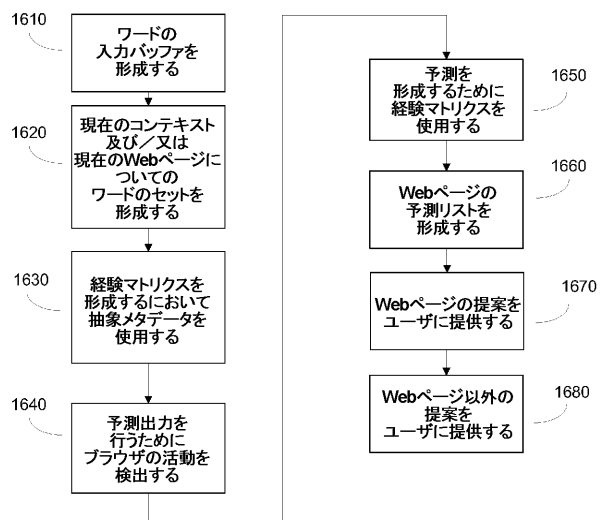 1610
ワードの
入力バッファを
形成する
1620
現在のコンテキスト
及び／又は
現在のWebページに
ついての
ワードのセットを
形成する
1630
経験マトリクスを
形成するにおいて
抽象メタデータを
使用する
1640
予測出力を
行うために
ブラウザの活動を
検出する
1650
予測を
形成するために
経験マトリクスを
使用する
1660
Webページの
予測リストを
形成する
1670
Webページの提案を
ユーザに提供する
1680
Webページ以外の
提案を
ユーザに提供する